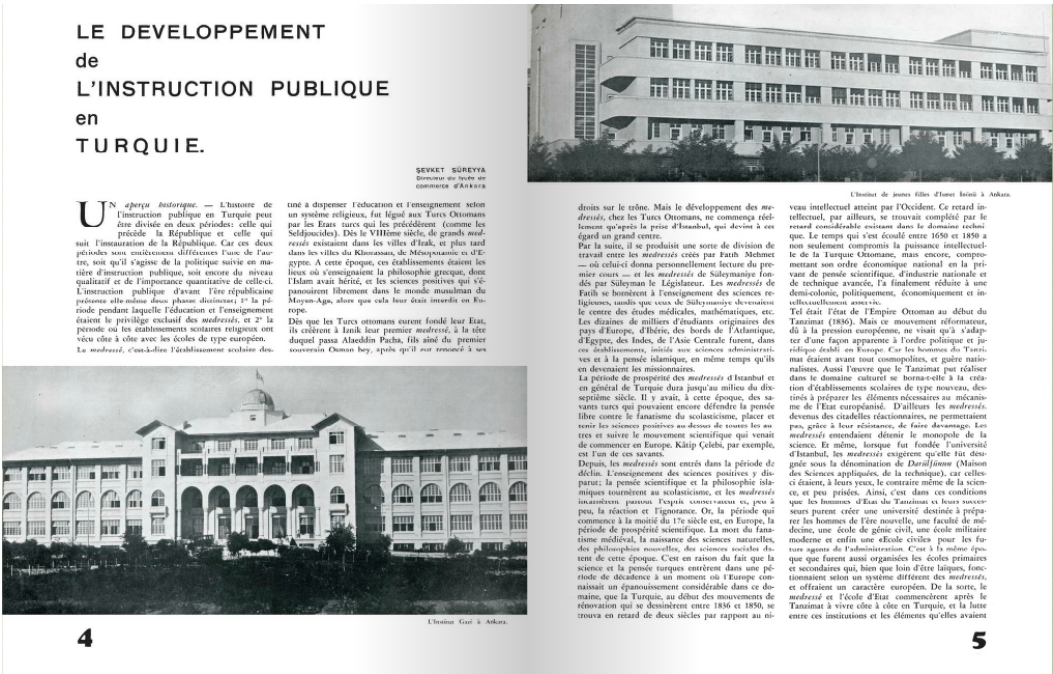 LE DEVELOPPEMENT
de
L'INSTRUCTION PUBLIQUE
en
TURQUIE.
ŞEVKET SÜREYYA
Directeur du lycée de
commerce d'Ankara
UN aperçu historique. — L'histoire de
l'instruction publique en Turquie peut
être divisée en deux périodes: celle qui
précède la République et celle qui
suit l'instauration de la République. Car ces deux
périodes sont entièrement différentes l'une de l'au-
tre, soit qu'il s'agisse de la politique suivie en ma-
tière d'instruction publique, soit encore du niveau
qualitatif et de l'importance quantitative de celle-ci.
L'instruction publique d'avant l'ère républicaine
présente elle-même deux phases distinctes; 1° la pé-
riode pendant laquelle l'éducation et l'enseignement
étaient le privilège exclusif des medressés, et 2° la
période où les établissements scolaires religieux ont
vécu côte à côte avec les écoles de type européen.
La medressé, c'est-à-dire l'établissement scolaire des-
tiné à dispenser l'éducation et l'enseignement selon
un système religieux, fut légué aux Turcs Ottomans
par les Etats turcs qui les précédèrent (comme les
Seldjoucides). Dès le VIIIème siècle, de grands med-
ressés existaient dans les villes d'Irak, et plus tard
dans les villes du Khorassan, de Mésopotamie et d'E-
gypte. A cette époque, ces établissements étaient les
lieux où s'enseignaient la philosophie grecque, dont
l'Islam avait hérité, et les sciences positives qui s'é-
panouissent librement dans le monde musulman du
Moyen-Age, alors que cela leur était interdit en Eu-
rope.
Dès que les Turcs ottomans eurent fondé leur Etat,
ils créèrent à Iznik leur premier medressé, à la tête
duquel passa Alaeddin Pacha, fils aîné du premier
souverain Osman bey, après qu'il eut renoncé à ses
L'Institut Gazi à Ankara.
4
L'Institut de jeunes filles d'Ismet Inönü à Ankara.
droits sur le trône. Mais le développement des me-
dressés, chez les Turcs Ottomans, ne commença réel-
lement qu'après la prise d'Istanbul, qui devint à cet
égard un grand centre.
Par la suite, il se produisit une sorte de division de
travail entre les medressés créés par Fatih Mehmet
— où celui-ci donna personnellement lecture du pre-
mier cours — et les medressés de Süleymaniye fon-
dés par Süleyman le Législateur. Les medressés de
Fatih se bornèrent à l'enseignement des sciences re-
ligieuses, tandis que ceux de Süleymaniye devenaient
le centre des études médicales, mathématiques, etc.
Les dizaines de milliers d'étudiants originaires des
pays d'Europe, d'Ibérie, des bords de l'Atlantique,
d'Egypte, des Indes, de l'Asie Centrale furent, dans
ces établissements, initiés aux sciences administrati-
ves et à la pensée islamique, en même temps qu'ils
en devenaient les missionnaires.
La période de prospérité des medressés d'Istanbul et
en général de Turquie dura jusqu'au milieu du dix-
septième siècle. Il y avait, à cette époque, des sa-
vants turcs qui pouvaient encore défendre la pensée
libre contre le fanatisme du scolasticisme, placer et
tenir les sciences positives au dessus de toutes les au-
tres et suivre le mouvement scientifique qui venait
de commencer en Europe. Kâtip Çelebi, par exemple,
est l'un de ces savants.
Depuis, les medressés sont entrés dans la période de
déclin. L'enseignement des sciences positives y dis-
parut; la pensée scientifique et la philosophie isla-
miques tournèrent au scolasticisme, et les medressés
incarnèrent partout l'esprit conservateur et, peu à
peu, la réaction et l'ignorance. Or, la période qui
commence à la moitié du 17e siècle est, en Europe, la
période de prospérité scientifique. La mort du fana-
tisme médiéval, la naissance des sciences naturelles,
des philosophies nouvelles, des sciences sociales da-
tent de cette époque. C'est en raison du fait que la
science et la pensée turques entrèrent dans une pé-
riode de décadence à un moment où l'Europe con-
naissait un épanouissement considérable dans ce do-
maine, que la Turquie, au début des mouvements de
rénovation qui se dessinèrent entre 1836 et 1850, se
trouva en retard de deux siècles par rapport au ni-
veau intellectuel atteint par l'Occident. Ce retard in-
tellectuel, par ailleurs, se trouvait complété par le
retard considérable existant dans le domaine techni-
que. Le temps qui s'est écoulé entre 1650 et 1850 a
non seulement compromis la puissance intellectuel-
le de la Turquie Ottomane, mais encore, compro-
mettant son ordre économique national en la pri-
vant de pensée scientifique, d'industrie nationale et
de technique avancée, l'a finalement réduite à une
demi-colonie, politiquement, économiquement et in-
tellectuellement asservie.
Tel était l'état de l'Empire Ottoman au début du
Tanzimat (1836). Mais ce mouvement réformateur,
dû à la pression européenne, ne visait qu'à s'adap-
ter d'une façon apparente à l'ordre politique et ju-
ridique établi en Europe. Car les hommes du Tanzi-
mat étaient avant tout cosmopolites, et guère natio-
nalistes. Aussi l'œuvre que le Tanzimat put réaliser
dans le domaine culturel se borna-t-elle à la créa-
tion d'établissements scolaires de type nouveau, des-
tinés à préparer les éléments nécessaires au mécanis-
me de l'Etat européanisé. D'ailleurs les medressés.
devenus des citadelles réactionnaires, ne permettaient
pas, grâce à leur résistance, de faire davantage. Les
medressés entendaient détenir le monopole de la
science. Et même, lorsque fut fondée l'université
d'Istanbul, les medressés exigèrent qu'elle fût dési-
gnée sous la dénomination de Darülfünun (Maison
des Sciences appliquées, de la technique), car celles-
ci étaient, à leurs yeux, le contraire même de la scien-
ce, et peu prisées. Ainsi, c'est dans ces conditions
que les hommes d'Etat du Tanzimat et leurs succes-
seurs purent créer une université destinée à prépa-
rer les hommes de l'ère nouvelle, une faculté de mé-
decine, une école de génie civil, une école militaire
moderne et enfin une «Ecole civile» pour les fu-
turs agents de l'administration. C'est à la même épo-
que que furent aussi organisées les écoles primaires
et secondaires qui, bien que loin d'être laïques, fonc-
tionnaient selon un système différent des medressés,
et offraient un caractère européen. De la sorte, le
medressé et l'école d'Etat commencèrent après le
Tanzimat à vivre côte à côte en Turquie, et la lutte
entre ces institutions et les éléments qu'elles avaient
5